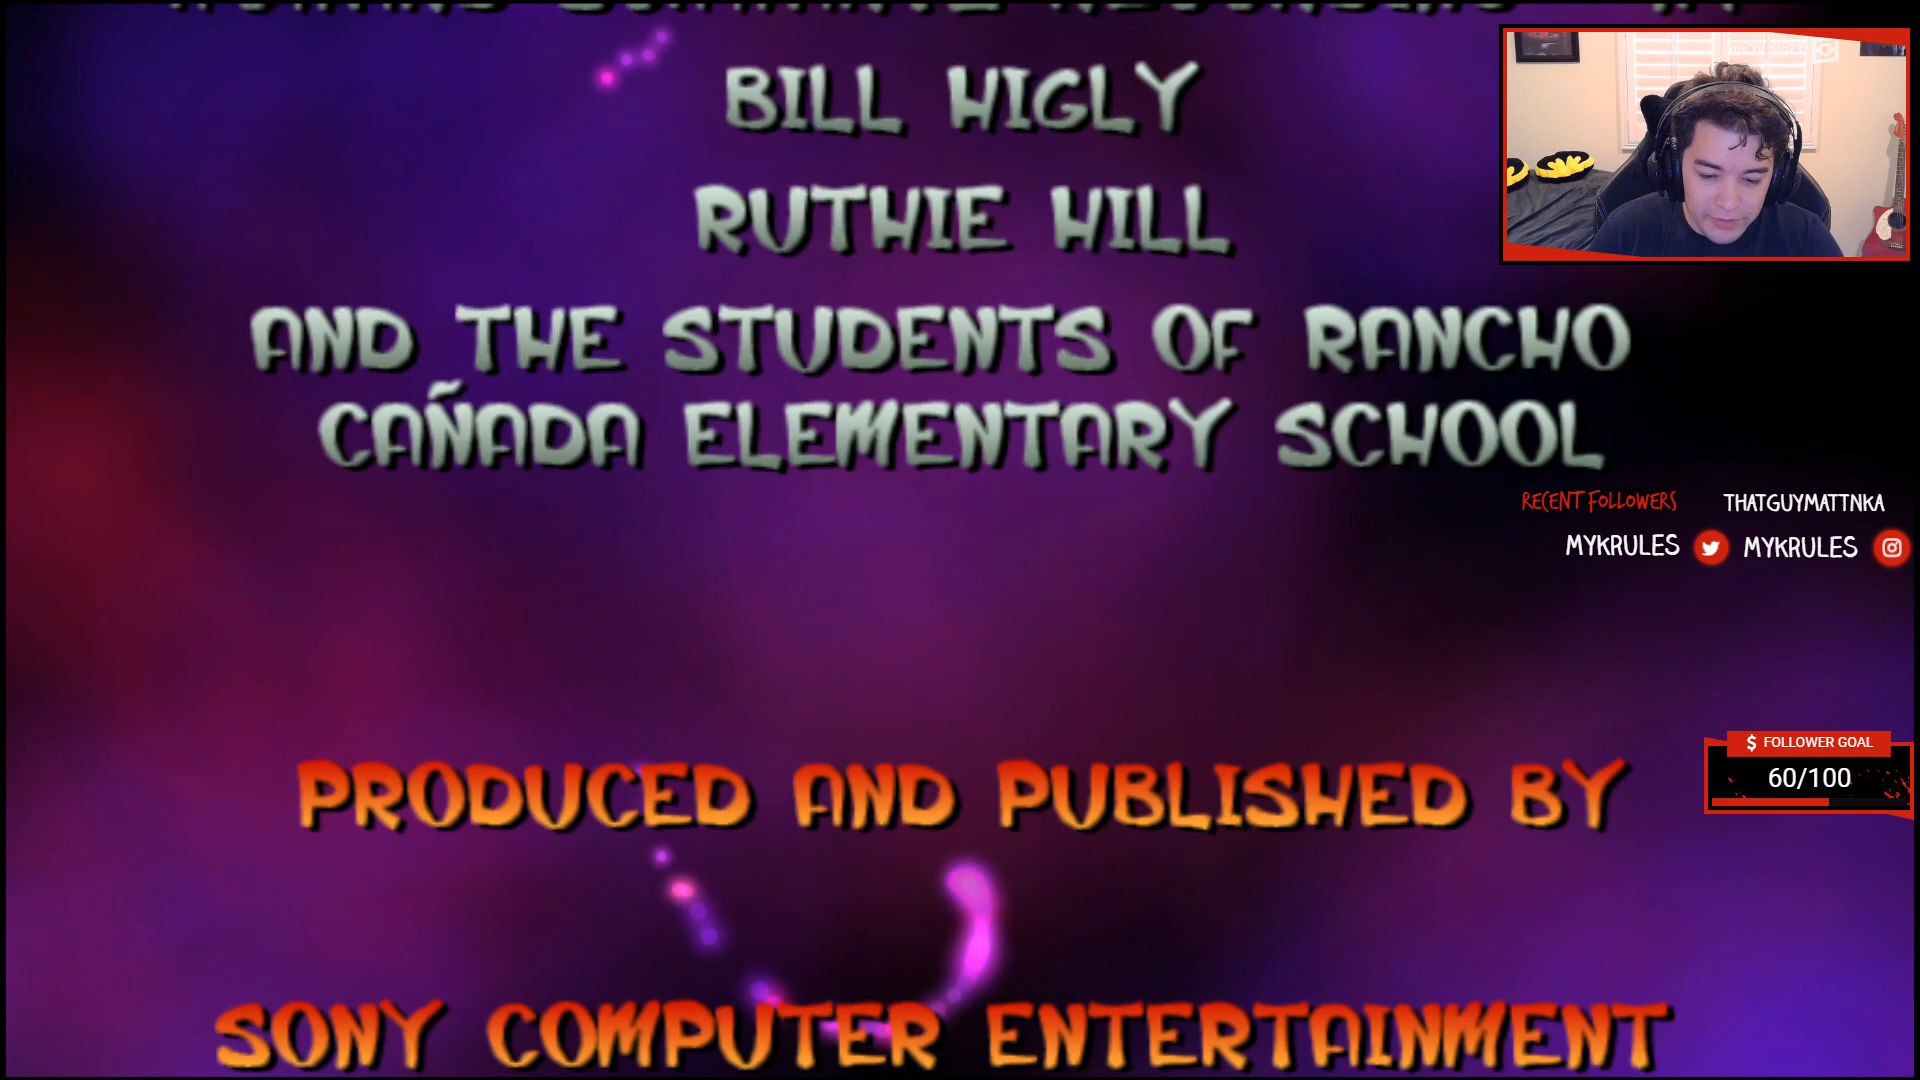 BILL HIGLY
RUTHIE HILL
AND THE STUDENTS OF RANCHO
CAÑADA ELEMENTARY SCHOOL
RECENT FOLLOWERS THATGUYMATTNKA
MYKRULES MYKRULES
$ FOLLOWER GOAL
60/100
PRODUCED AND PUBLISHED BY
SONY COMPUTER ENTERTAINMENT